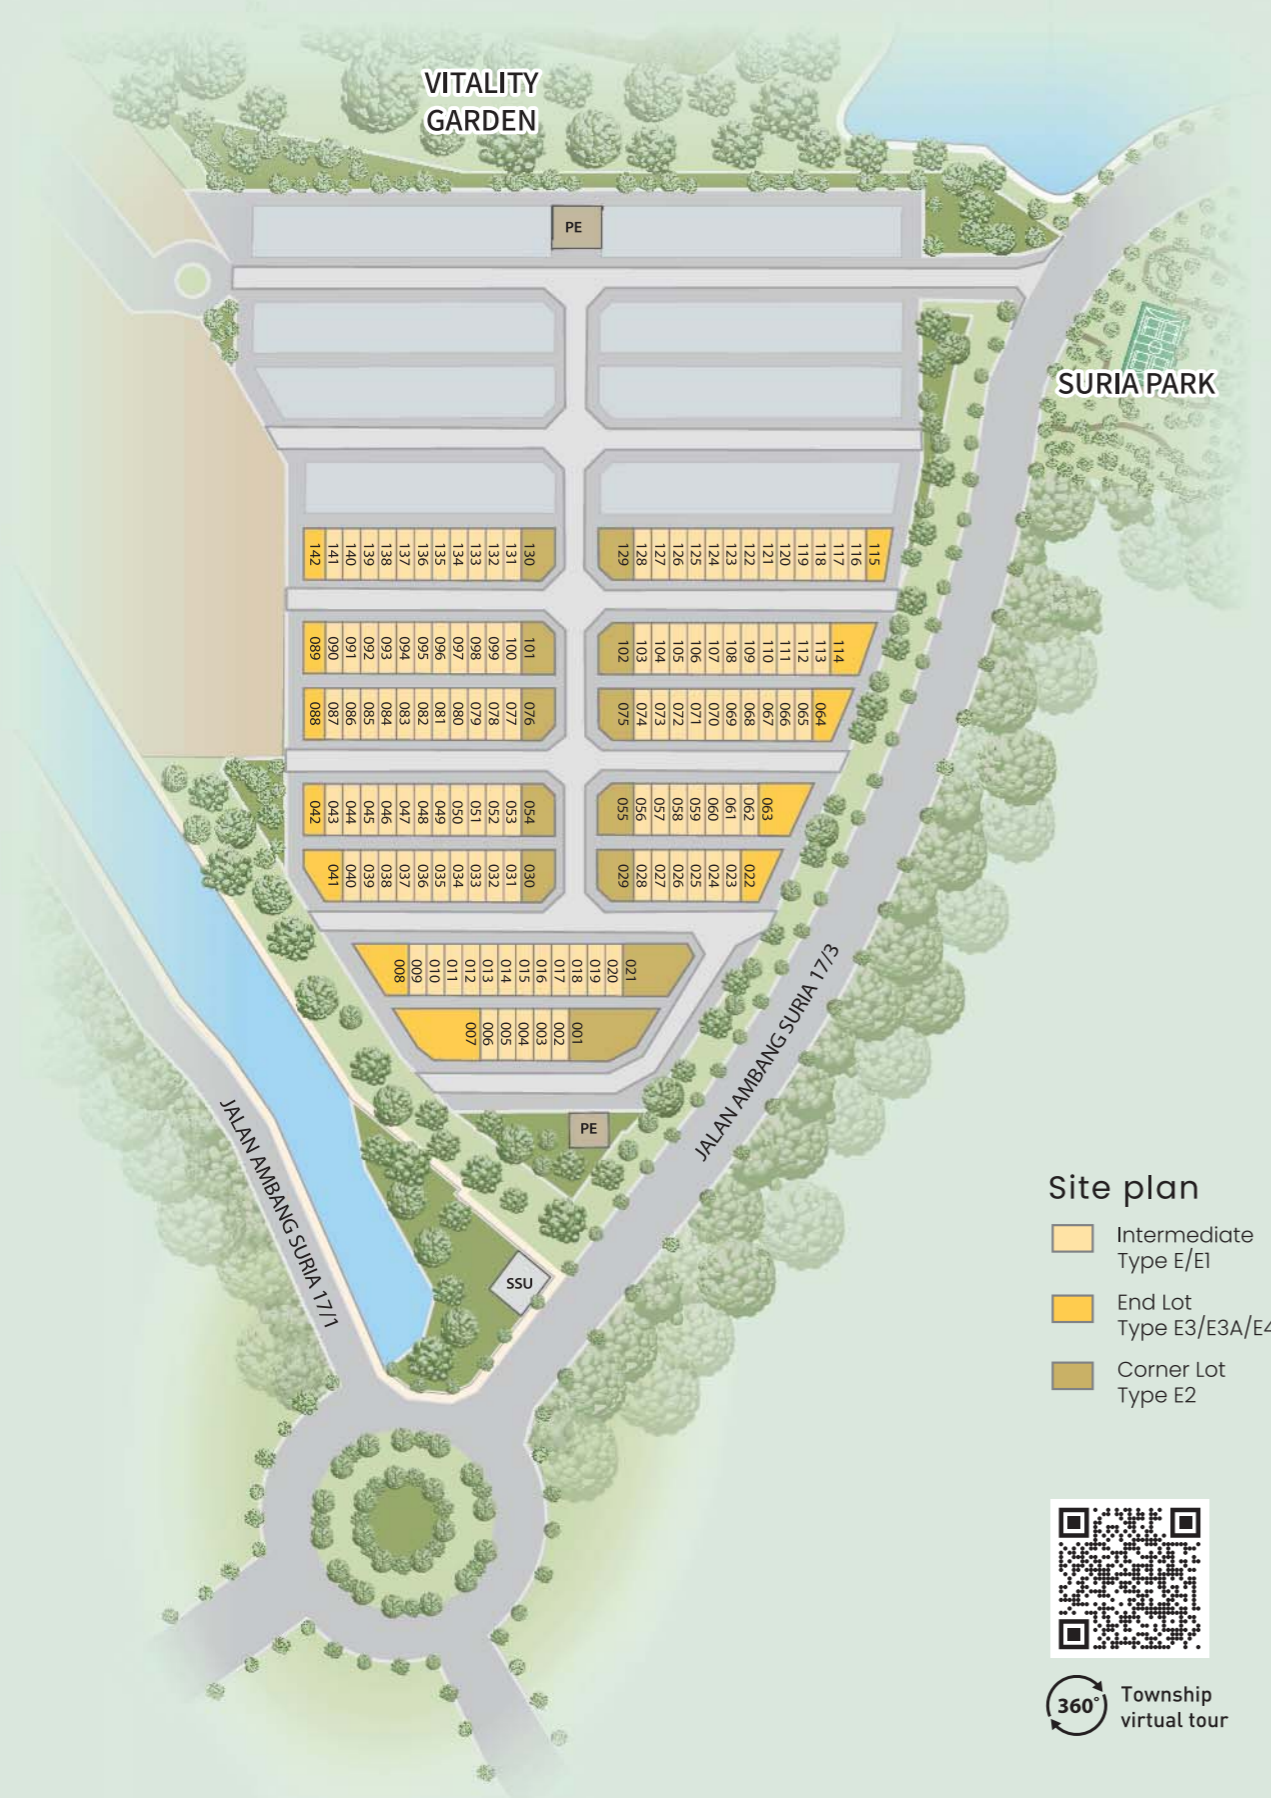 VITALITY
GARDEN
PE
SURIA PARK
142 141 140 139 138 137 136 135 134 133 132 131 130
129 128 127 126 125 124 123 122 121 120 119 118 117 116 115
089 090 091 092 093 094 095 096 097 098 099 100 101
102 103 104 105 106 107 108 109 110 111 112 113 114
088 087 086 085 084 083 082 081 080 079 078 077 076
075 074 073 072 071 070 069 068 067 066 065 064
042 043 044 045 046 047 048 049 050 051 052 053 054
055 056 057 058 059 060 061 062 063
041 040 039 038 037 036 035 034 033 032 031 030
029 028 027 026 025 024 023 022
008 009 010 011 012 013 014 015 016 017 018 019 020 021
007 006 005 004 003 002 001
JALAN AMBANG SURIA 17/3
PE
JALAN AMBANG SURIA 17/1
SSU
Site plan
Intermediate
Type E/E1
End Lot
Type E3/E3A/E4
Corner Lot
Type E2
360°
Township
virtual tour